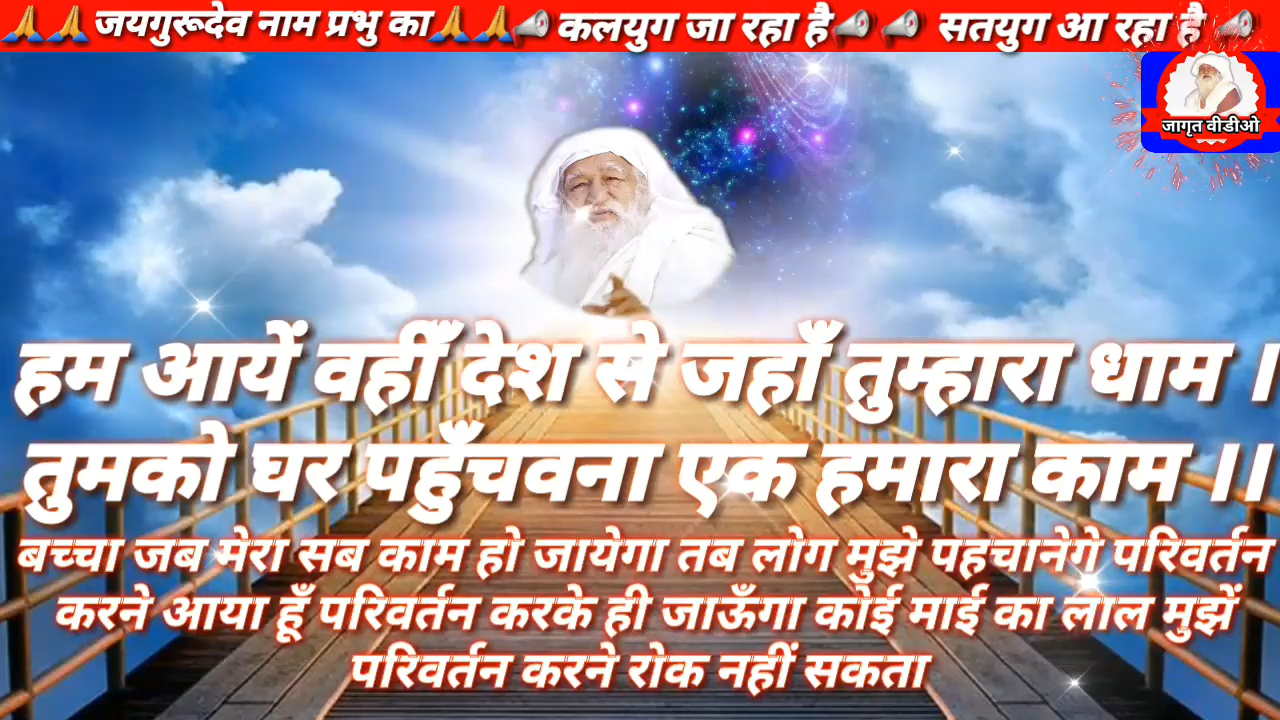 🙏🙏जयगुरूदेव नाम प्रभु का🙏🙏📢 कलयुग जा रहा है📢📢 सतयुग आ रहा है📢
जागृत वीडीओ
हम आयें वहीँ देश से जहाँ तुम्हारा धाम ।
तुमको घर पहुँचवना एक हमारा काम ।।
बच्चा जब मेरा सब काम हो जायेगा तब लोग मुझे पहचानेगे परिवर्तन
करने आया हूँ परिवर्तन करके ही जाऊँगा कोई माई का लाल मुझें
परिवर्तन करने रोक नहीं सकता